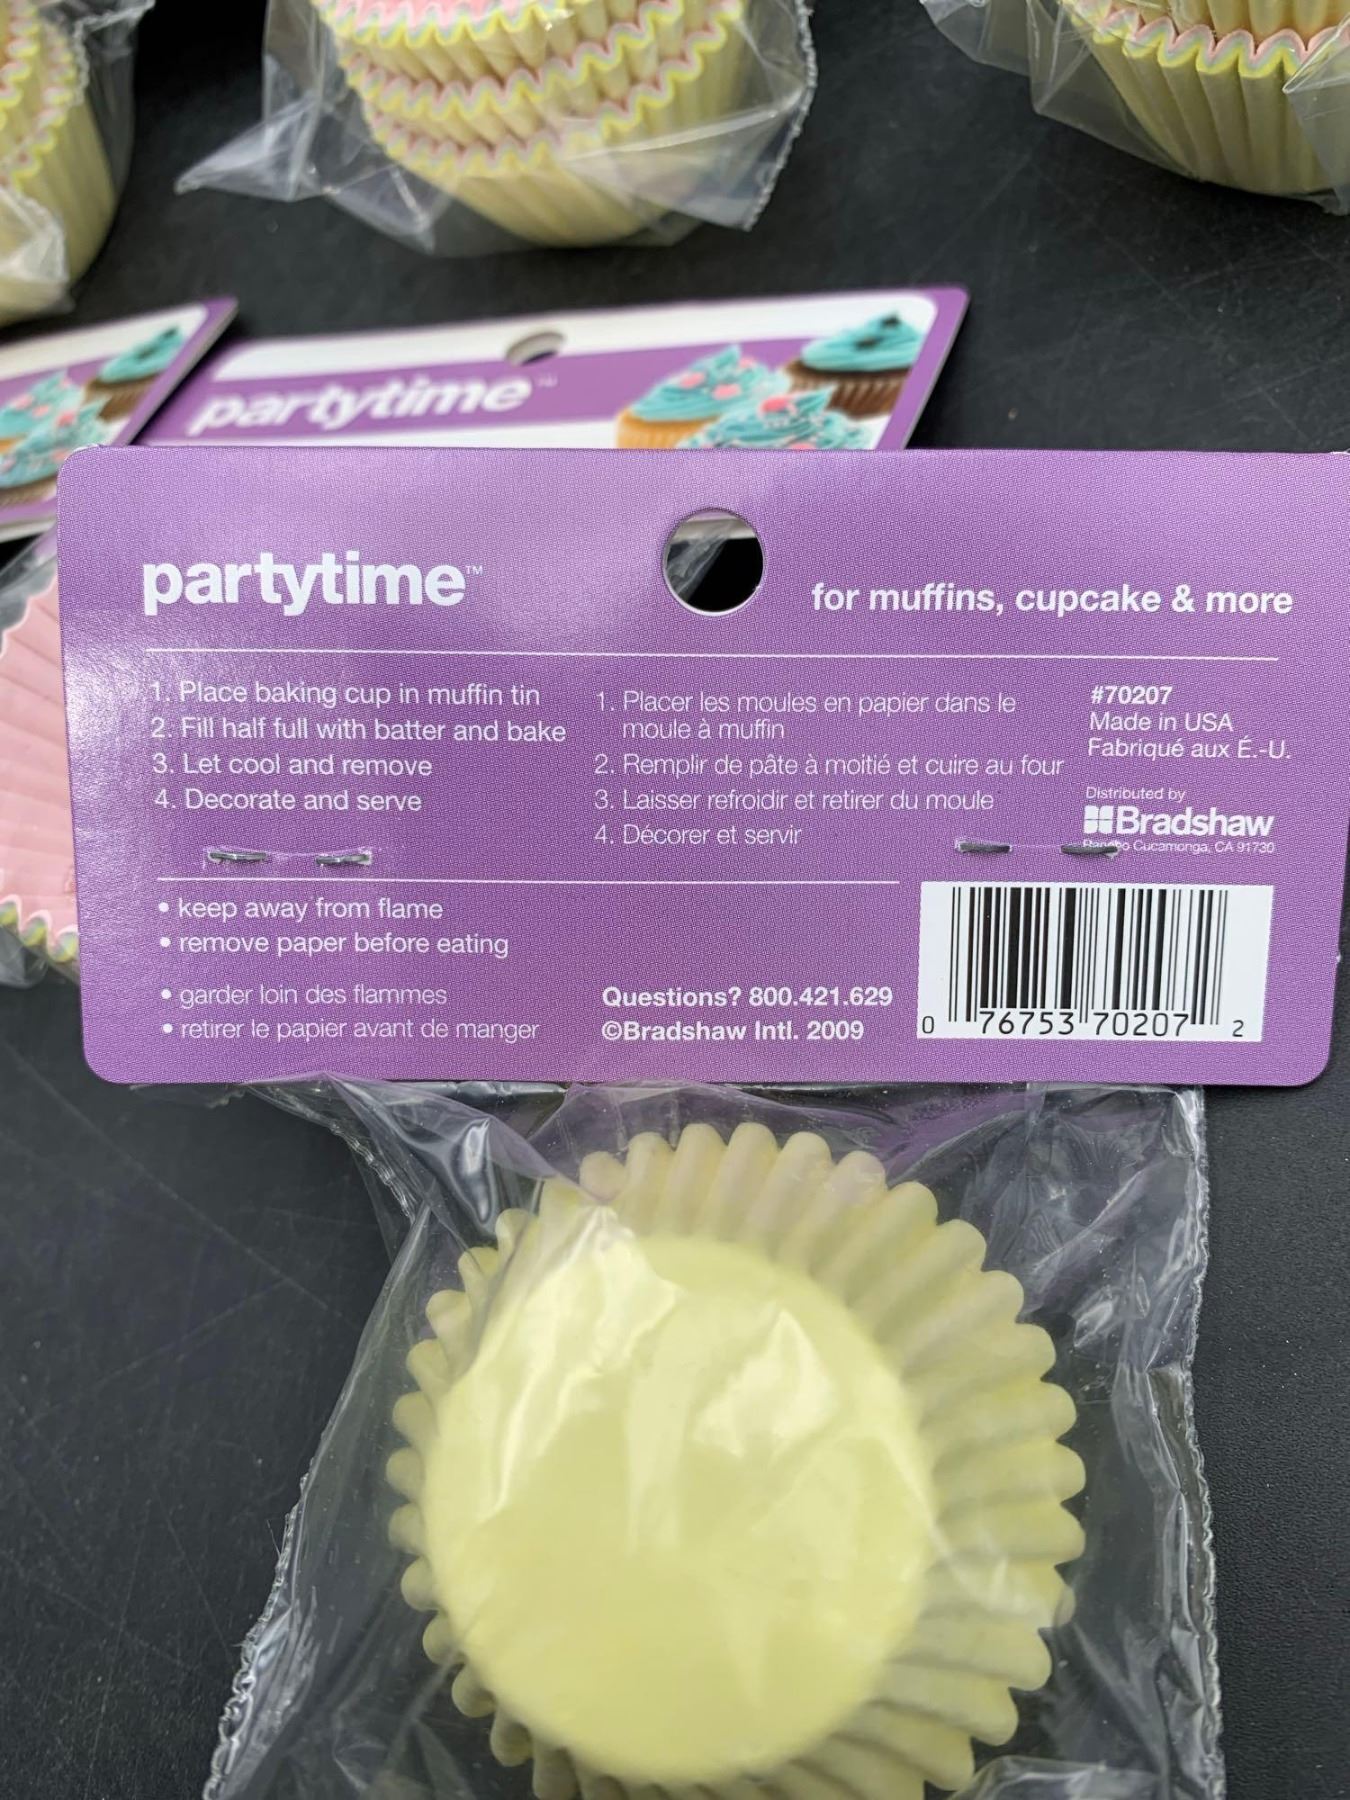 partytime™
partytime™
for muffins, cupcake & more
1. Place baking cup in muffin tin
2. Fill half full with batter and bake
3. Let cool and remove
4. Decorate and serve
1. Placer les moules en papier dans le
moule à muffin
2. Remplir de pâte à moitié et cuire au four
3. Laisser refroidir et retirer du moule
4. Décorer et servir
#70207
Made in USA
Fabriqué aux É.-U.
Distributed by
Bradshaw
Rancho Cucamonga, CA 91730
• keep away from flame
• remove paper before eating
• garder loin des flammes
• retirer le papier avant de manger
Questions? 800.421.629
©Bradshaw Intl. 2009
0 76753 70207 2